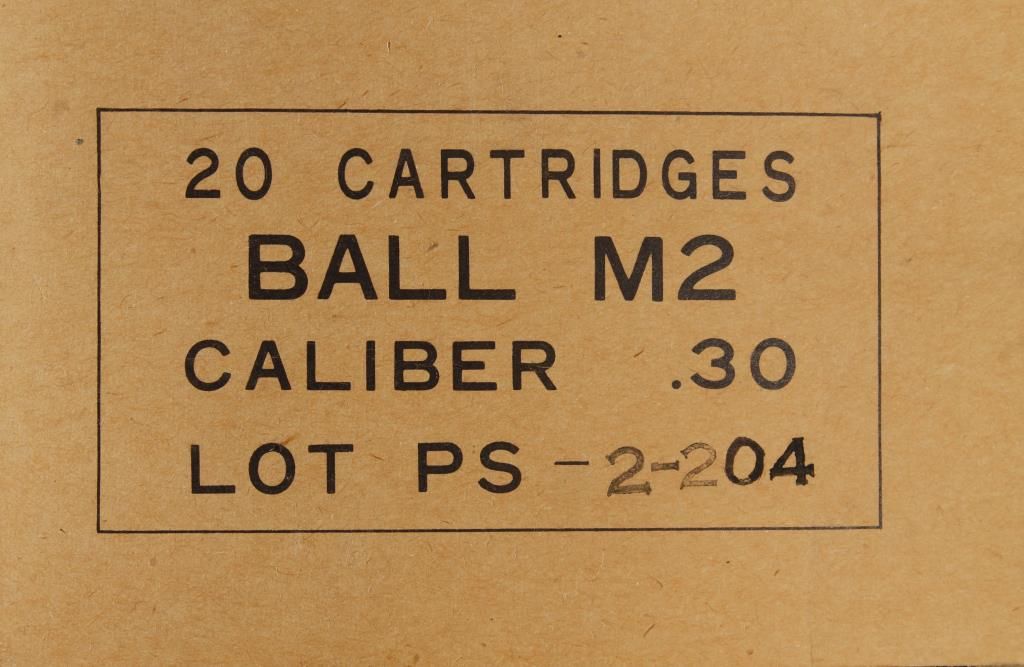 20 CARTRIDGES
BALL M2
CALIBER .30
LOT PS - 2-204